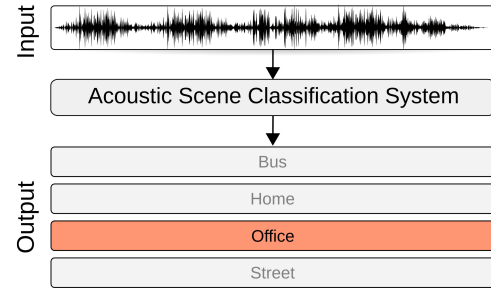 Input
Acoustic Scene Classification System
Output
Bus
Home
Office
Street